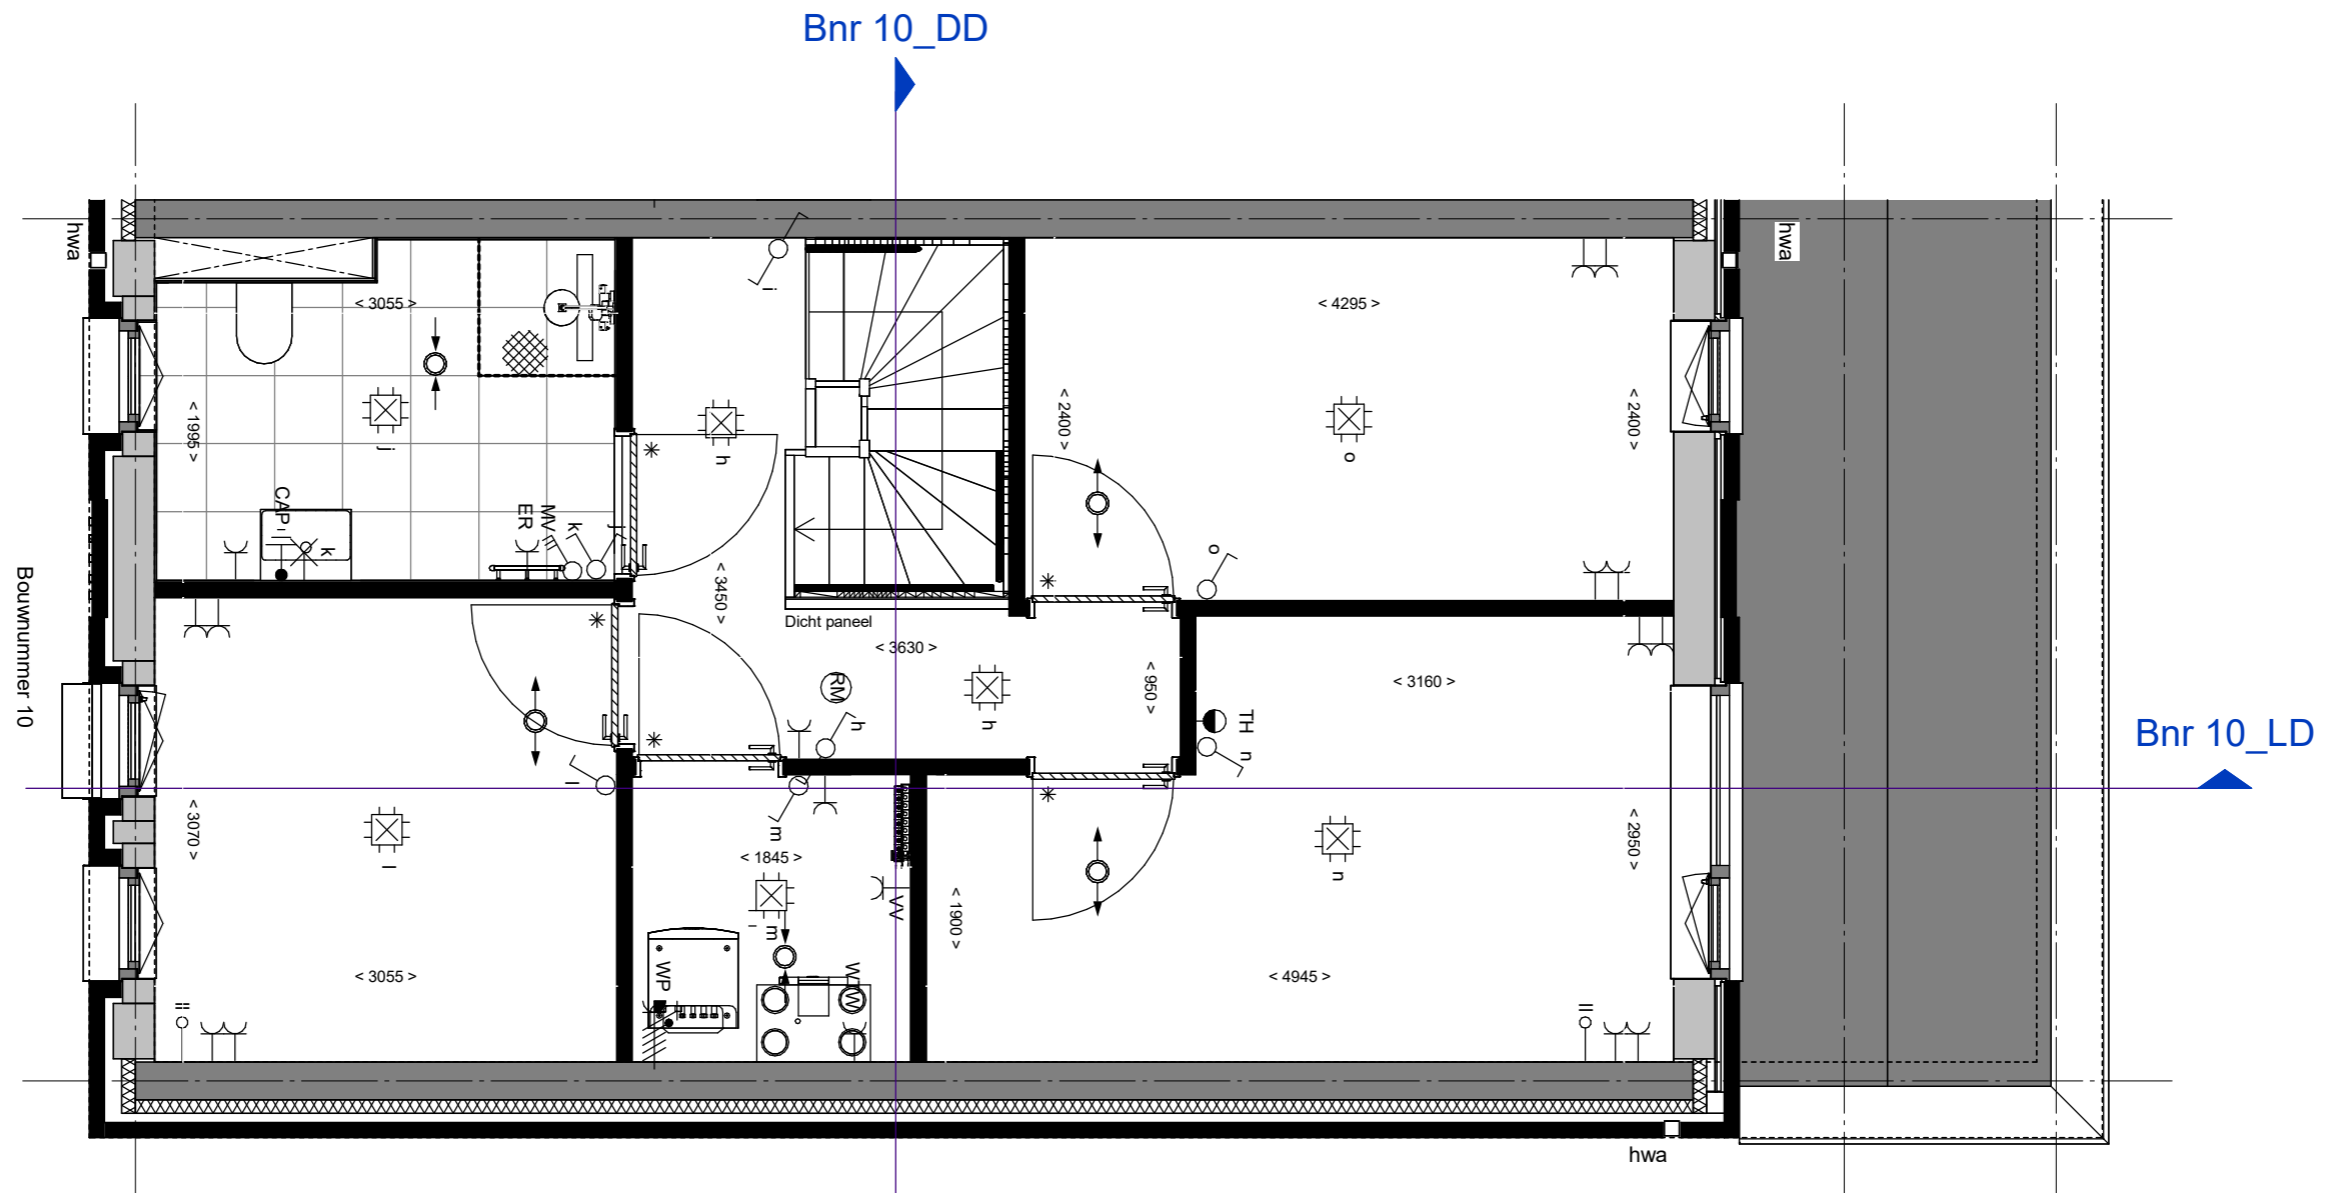 Bnr 10_DD
hwa
hwa
< 3055 >
< 4295 >
i
< 1995 >
j
h
< 2400 >
o
< 2400 >
CAP
k
ER
MV
k
j
< 3450 >
o
Bouwnummer 10
Dicht paneel
< 3630 >
RM
h
h
< 950 >
TH
n
< 3160 >
Bnr 10_LD
l
m
< 3070 >
l
< 1845 >
VV
m
< 1900 >
n
< 2950 >
WP
< 3055 >
< 4945 >
hwa